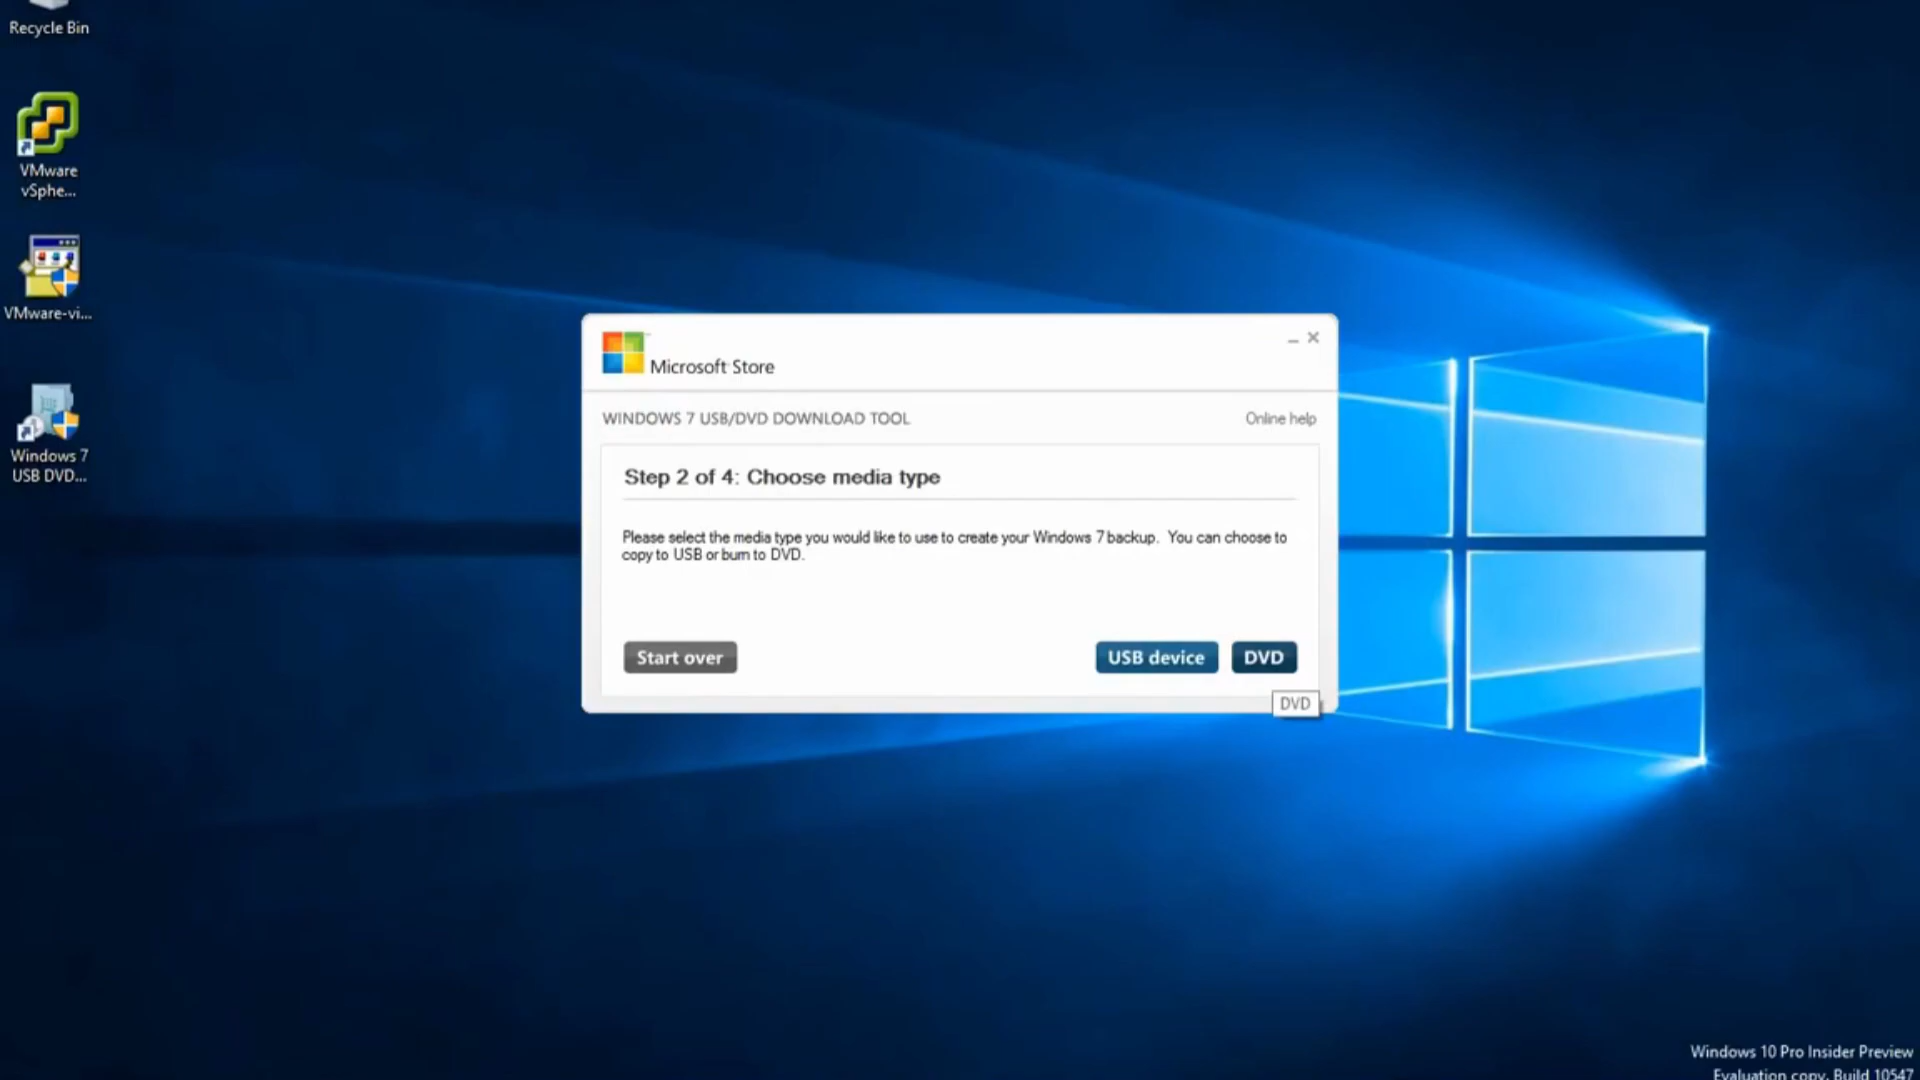 Recycle Bin
VMware
vSphe...
VMware-vi...
Windows 7
USB DVD...
Microsoft Store
WINDOWS 7 USB/DVD DOWNLOAD TOOL
Online help
Step 2 of 4: Choose media type
Please select the media type you would like to use to create your Windows 7 backup. You can choose to
copy to USB or burn to DVD.
Start over
USB device
DVD
DVD
Windows 10 Pro Insider Preview
Evaluation copy. Build 10547